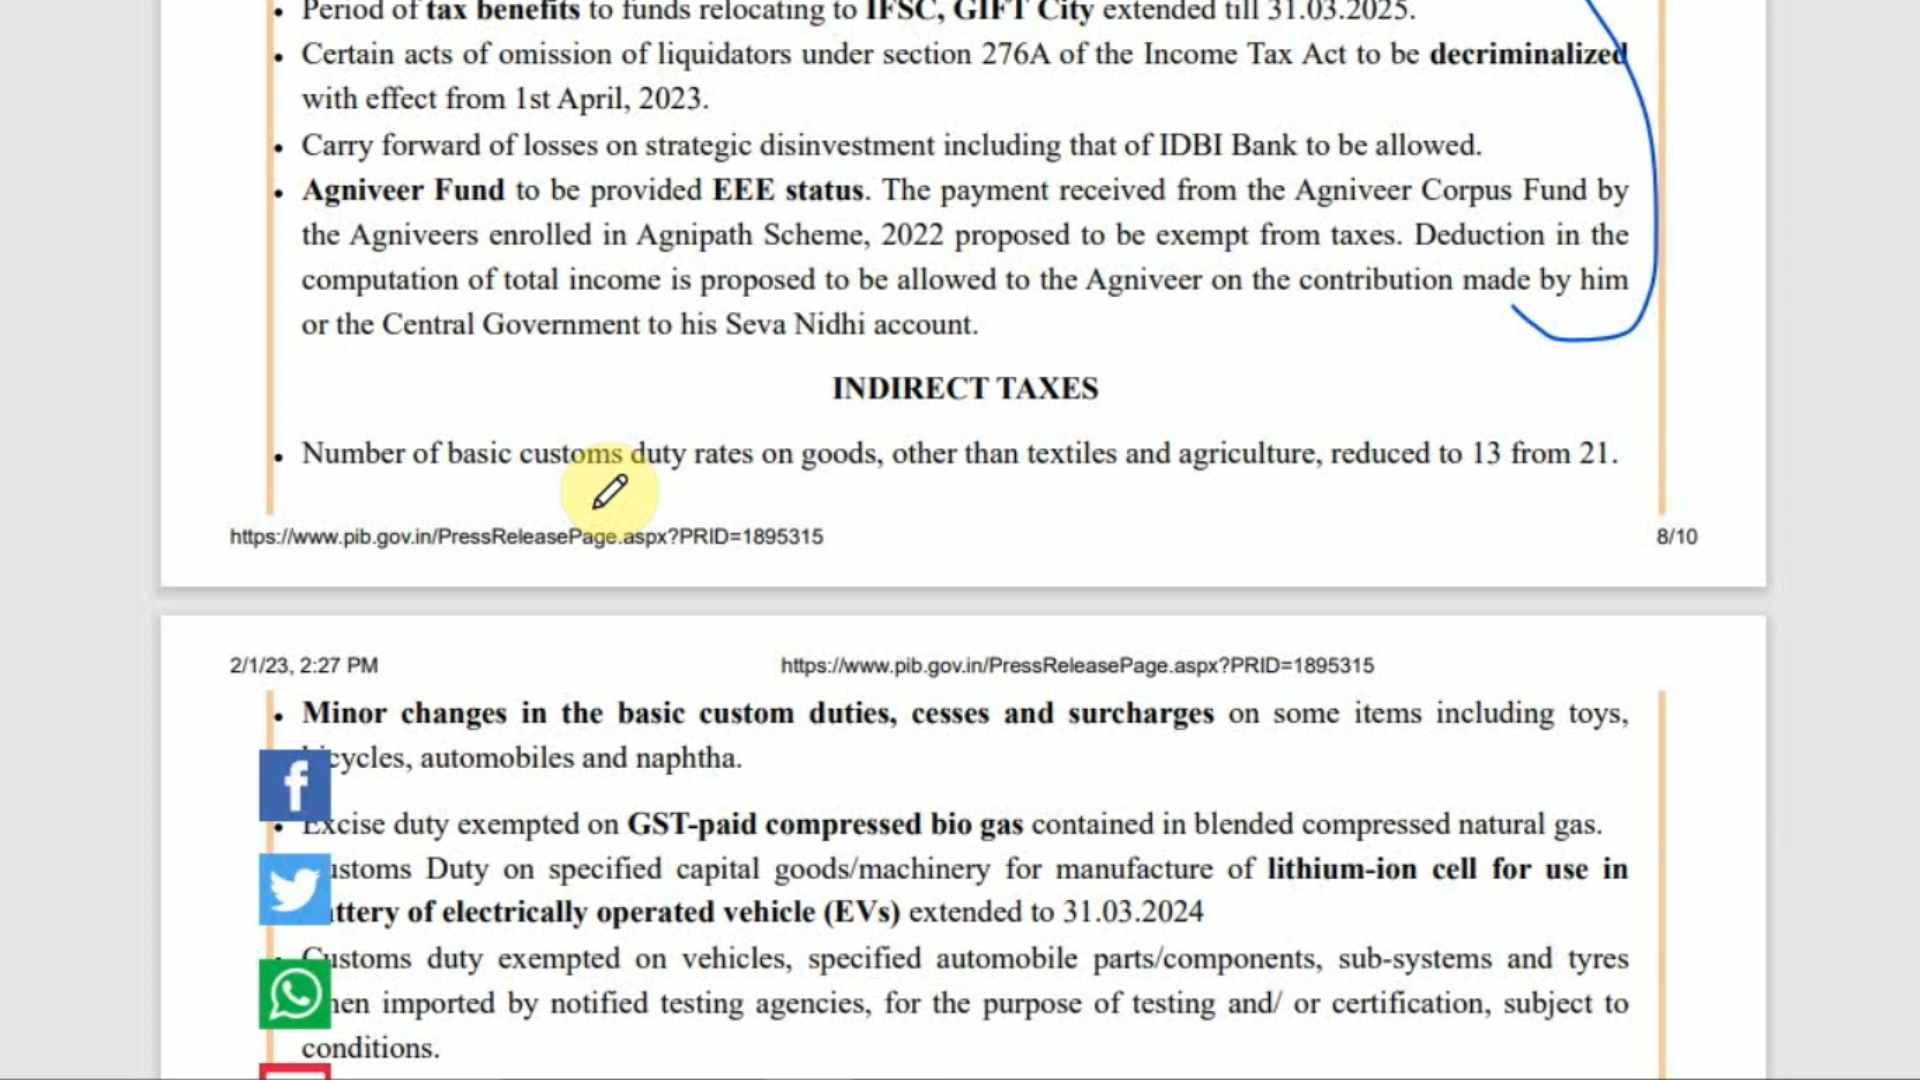 Period of tax benefits to funds relocating to IFSC, GIFT City extended till 31.03.2025.
Certain acts of omission of liquidators under section 276A of the Income Tax Act to be decriminalized
with effect from 1st April, 2023.
Carry forward of losses on strategic disinvestment including that of IDBI Bank to be allowed.
Agniveer Fund to be provided EEE status. The payment received from the Agniveer Corpus Fund by
the Agniveers enrolled in Agnipath Scheme, 2022 proposed to be exempt from taxes. Deduction in the
computation of total income is proposed to be allowed to the Agniveer on the contribution made by him
or the Central Government to his Seva Nidhi account.
INDIRECT TAXES
Number of basic customs duty rates on goods, other than textiles and agriculture, reduced to 13 from 21.
https://www.pib.gov.in/PressReleasePage.aspx?PRID=1895315 8/10
2/1/23, 2:27 PM https://www.pib.gov.in/PressReleasePage.aspx?PRID=1895315
Minor changes in the basic custom duties, cesses and surcharges on some items including toys,
cycles, automobiles and naphtha.
Excise duty exempted on GST-paid compressed bio gas contained in blended compressed natural gas.
stoms Duty on specified capital goods/machinery for manufacture of lithium-ion cell for use in
ttery of electrically operated vehicle (EVs) extended to 31.03.2024
Customs duty exempted on vehicles, specified automobile parts/components, sub-systems and tyres
hen imported by notified testing agencies, for the purpose of testing and/ or certification, subject to
conditions.